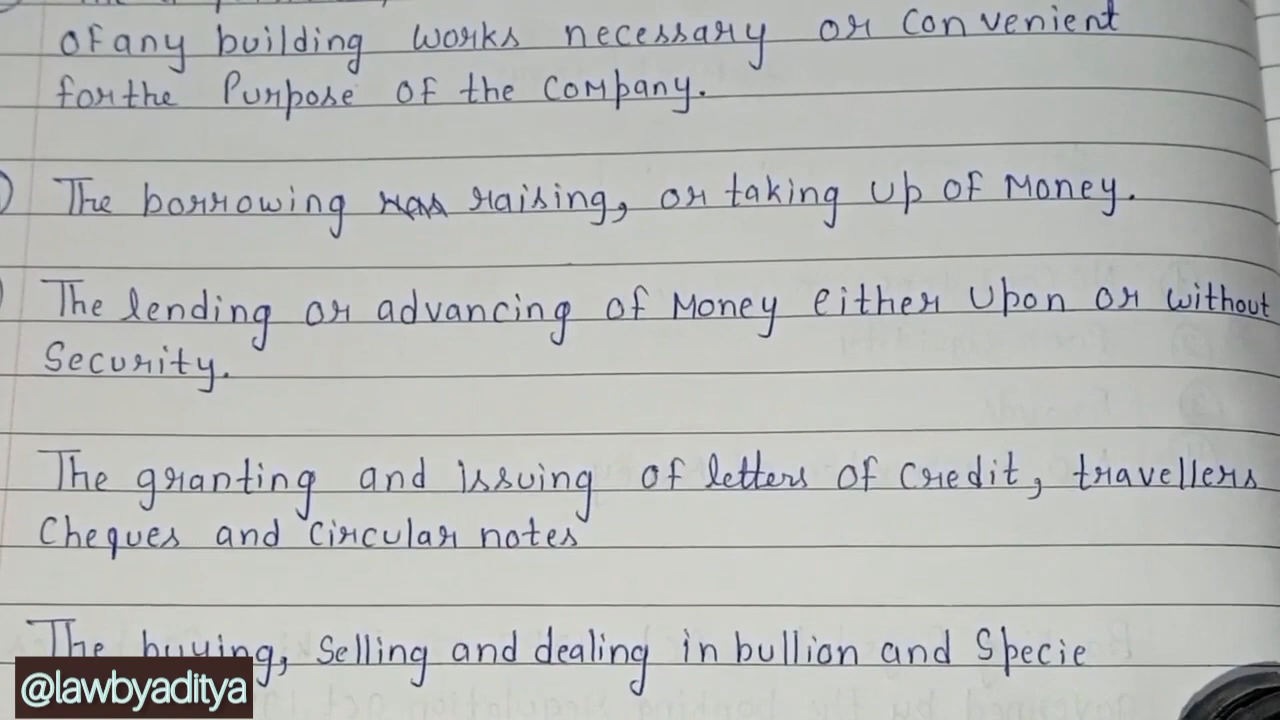 of any building works necessary or convenient
for the Purpose of the company.
The borrowing raising, or taking up of Money.
The lending or advancing of Money either Upon or without
Security.
The granting and issuing of letters of credit, travellers
Cheques and circular notes
The buying, selling and dealing in bullion and Specie
@lawbyaditya